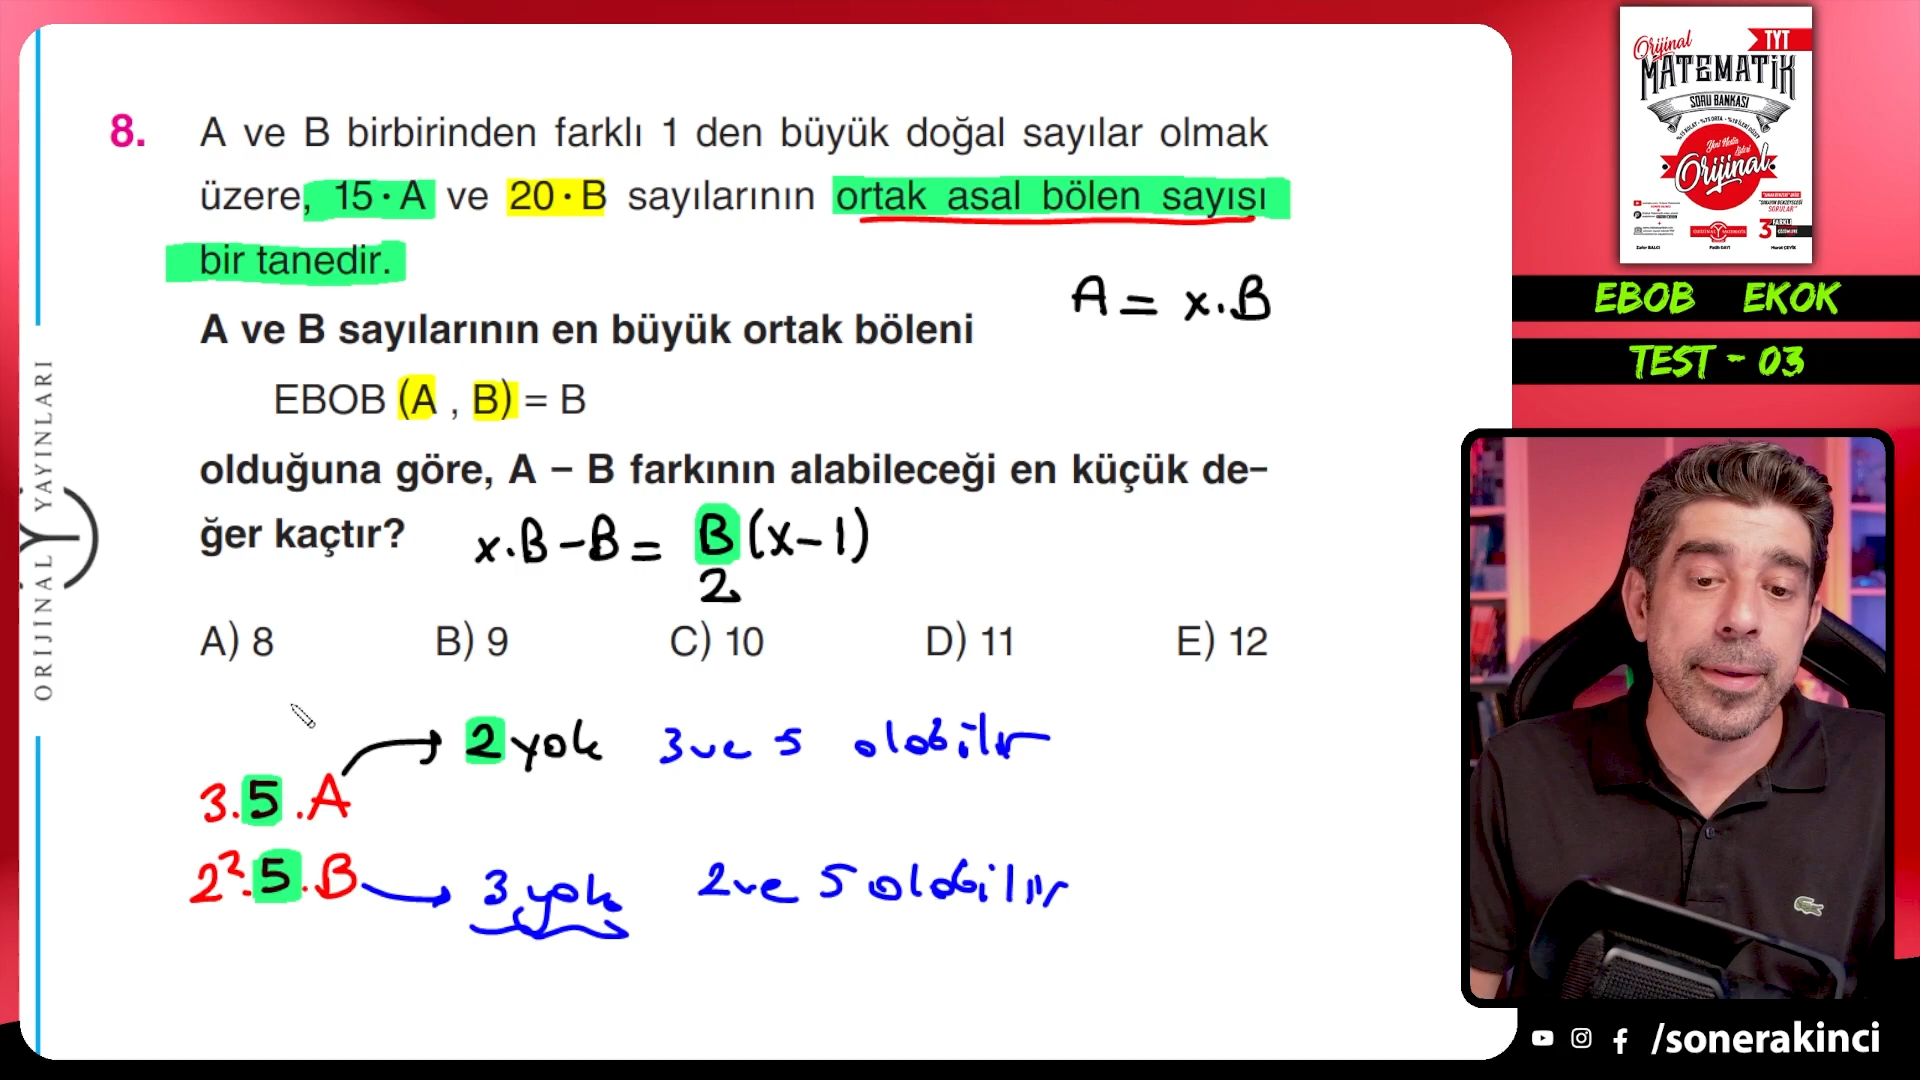 8. A ve B birbirinden farklı 1 den büyük doğal sayılar olmak
üzere, 15 · A ve 20 · B sayılarının ortak asal bölen sayısı
bir tanedir.
A = x.B
A ve B sayılarının en büyük ortak böleni
EBOB (A , B) = B
olduğuna göre, A – B farkının alabileceği en küçük de-
ğer kaçtır?
x.B-B = B(x-1)
2
A) 8 B) 9 C) 10 D) 11 E) 12
2 yok 3 ve 5 olabilir
3.5.A
2².5.B 3 yok 2 ve 5 olabilir
ORİJİNAL YAYINLARI
Orijinal TYT
MATEMATİK
SORU BANKASI
Orijinal
EBOB EKOK
TEST - 03
/sonerakinci